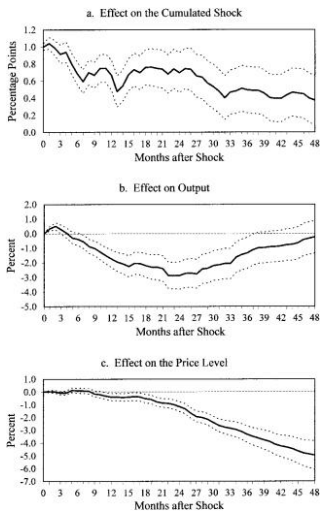 a. Effect on the Cumulated Shock
Percentage Points
1.2
1.0
0.8
0.6
0.4
0.2
0.0
0 3 6 9 12 15 18 21 24 27 30 33 36 39 42 45 48
Months after Shock
b. Effect on Output
Percent
2.0
1.0
0.0
-1.0
-2.0
-3.0
-4.0
-5.0
0 3 6 9 12 15 18 21 24 27 30 33 36 39 42 45 48
Months after Shock
c. Effect on the Price Level
Percent
1.0
0.0
-1.0
-2.0
-3.0
-4.0
-5.0
-6.0
-7.0
0 3 6 9 12 15 18 21 24 27 30 33 36 39 42 45 48
Months after Shock